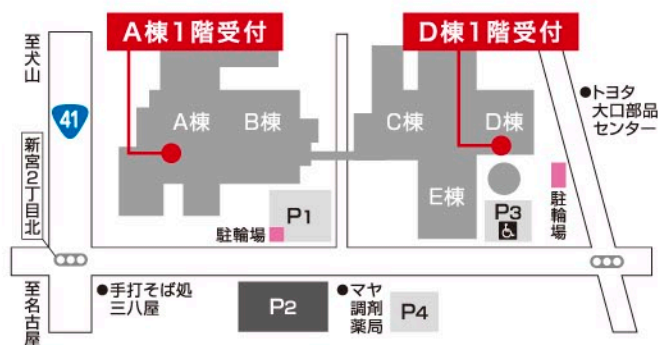 A棟1階受付
D棟1階受付
至犬山
41
新宮2丁目北
至名古屋
A棟
B棟
C棟
D棟
E棟
●トヨタ
大口部品
センター
P1
駐輪場
P3
駐輪場
●手打そば処
三八屋
P2
●マヤ
調剤
薬局
P4